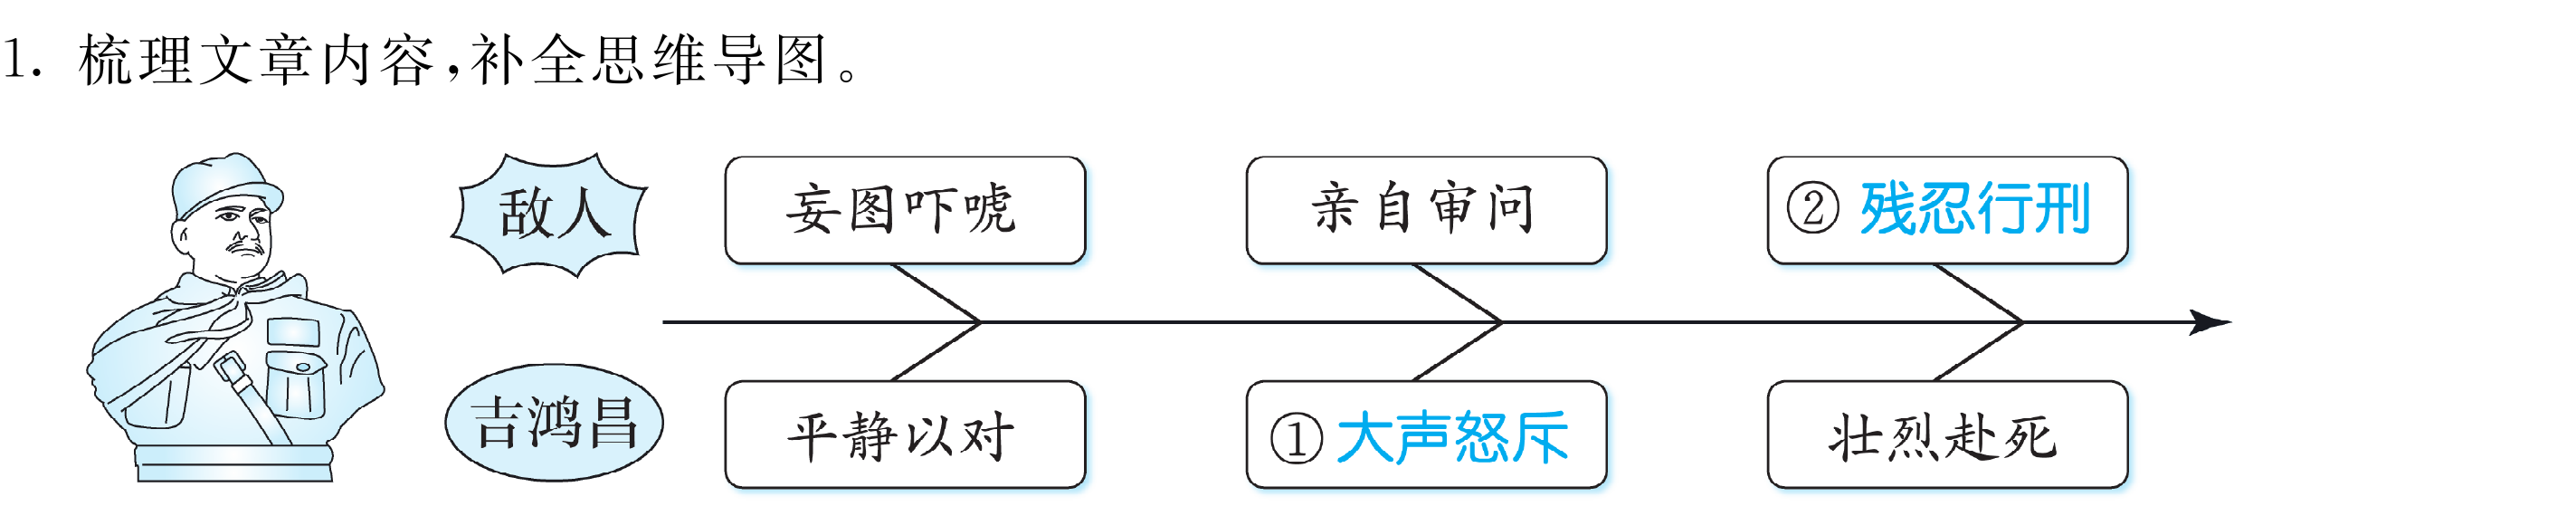 1. 梳理文章内容,补全思维导图。
敌人
妄图吓唬
亲自审问
② 残忍行刑
吉鸿昌
平静以对
① 大声怒斥
壮烈赴死